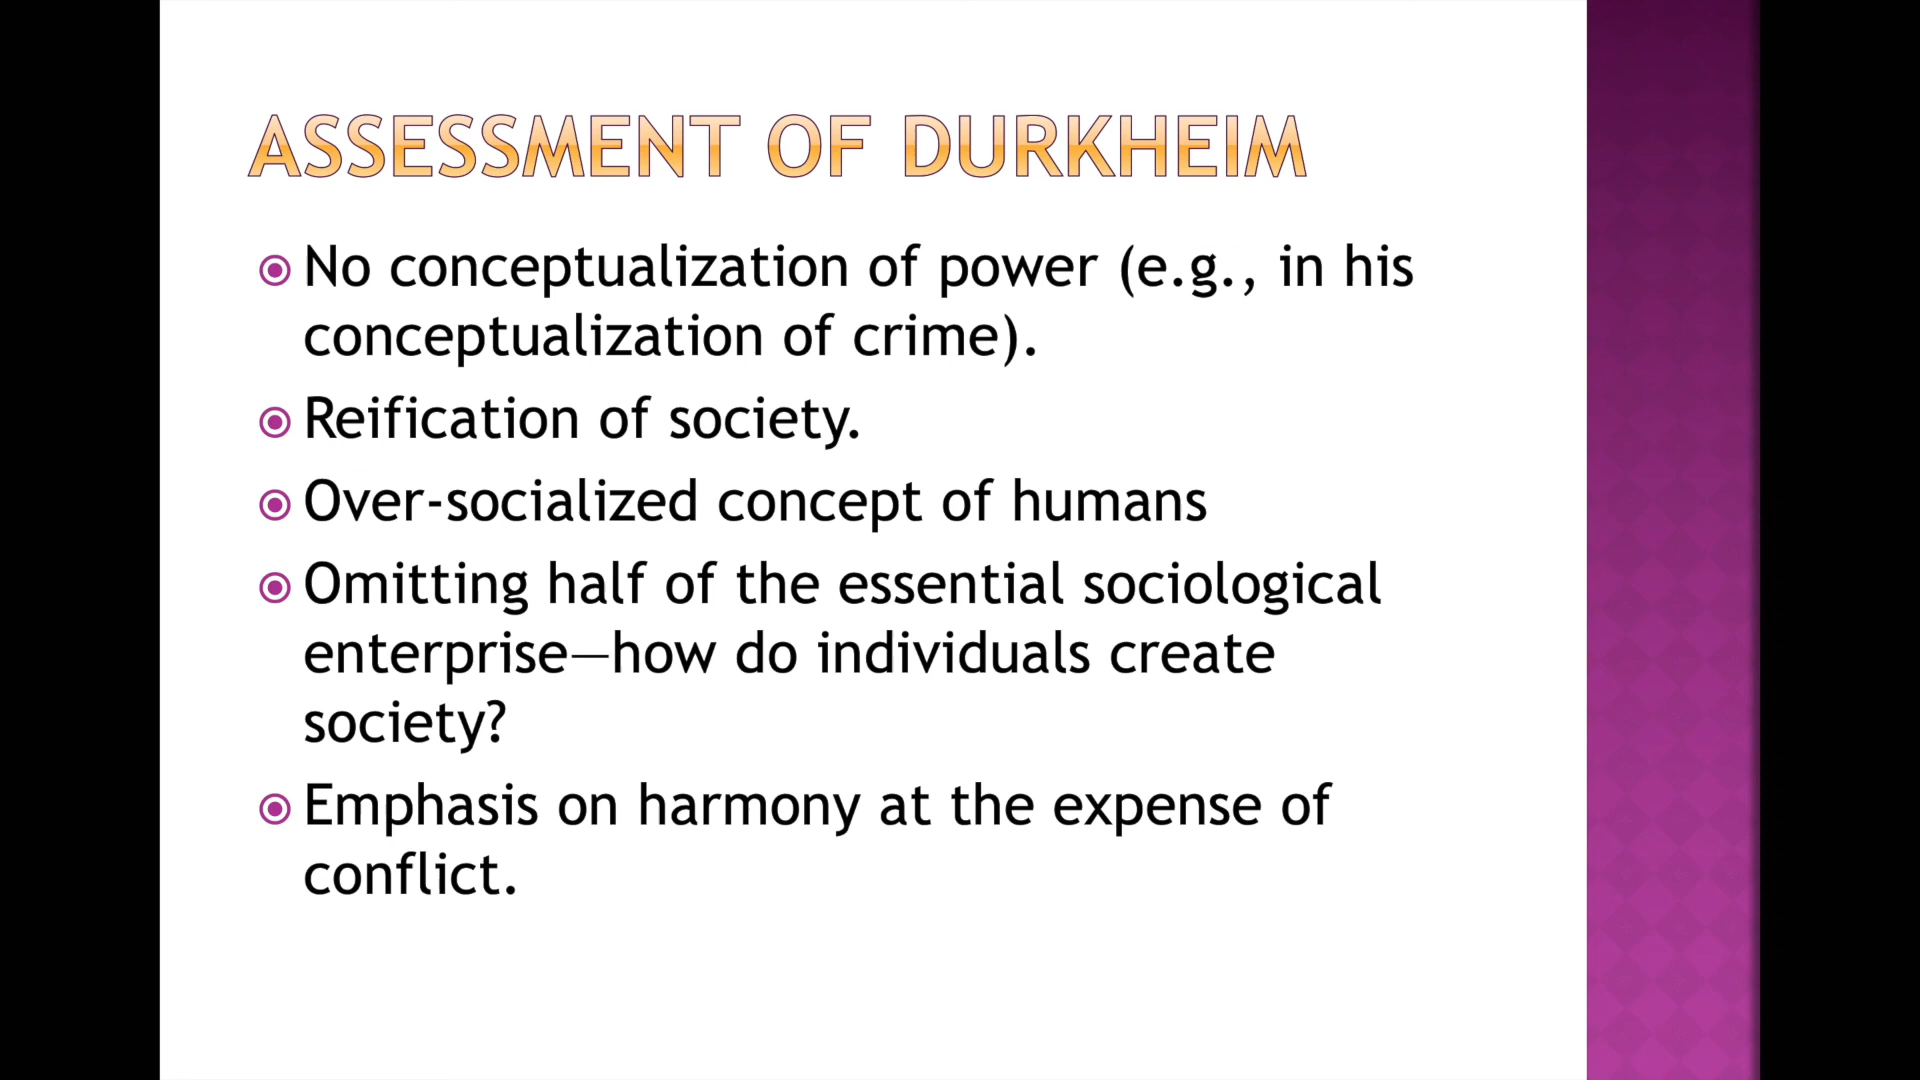 ASSESSMENT OF DURKHEIM
No conceptualization of power (e.g., in his
conceptualization of crime).
Reification of society.
Over-socialized concept of humans
Omitting half of the essential sociological
enterprise—how do individuals create
society?
Emphasis on harmony at the expense of
conflict.